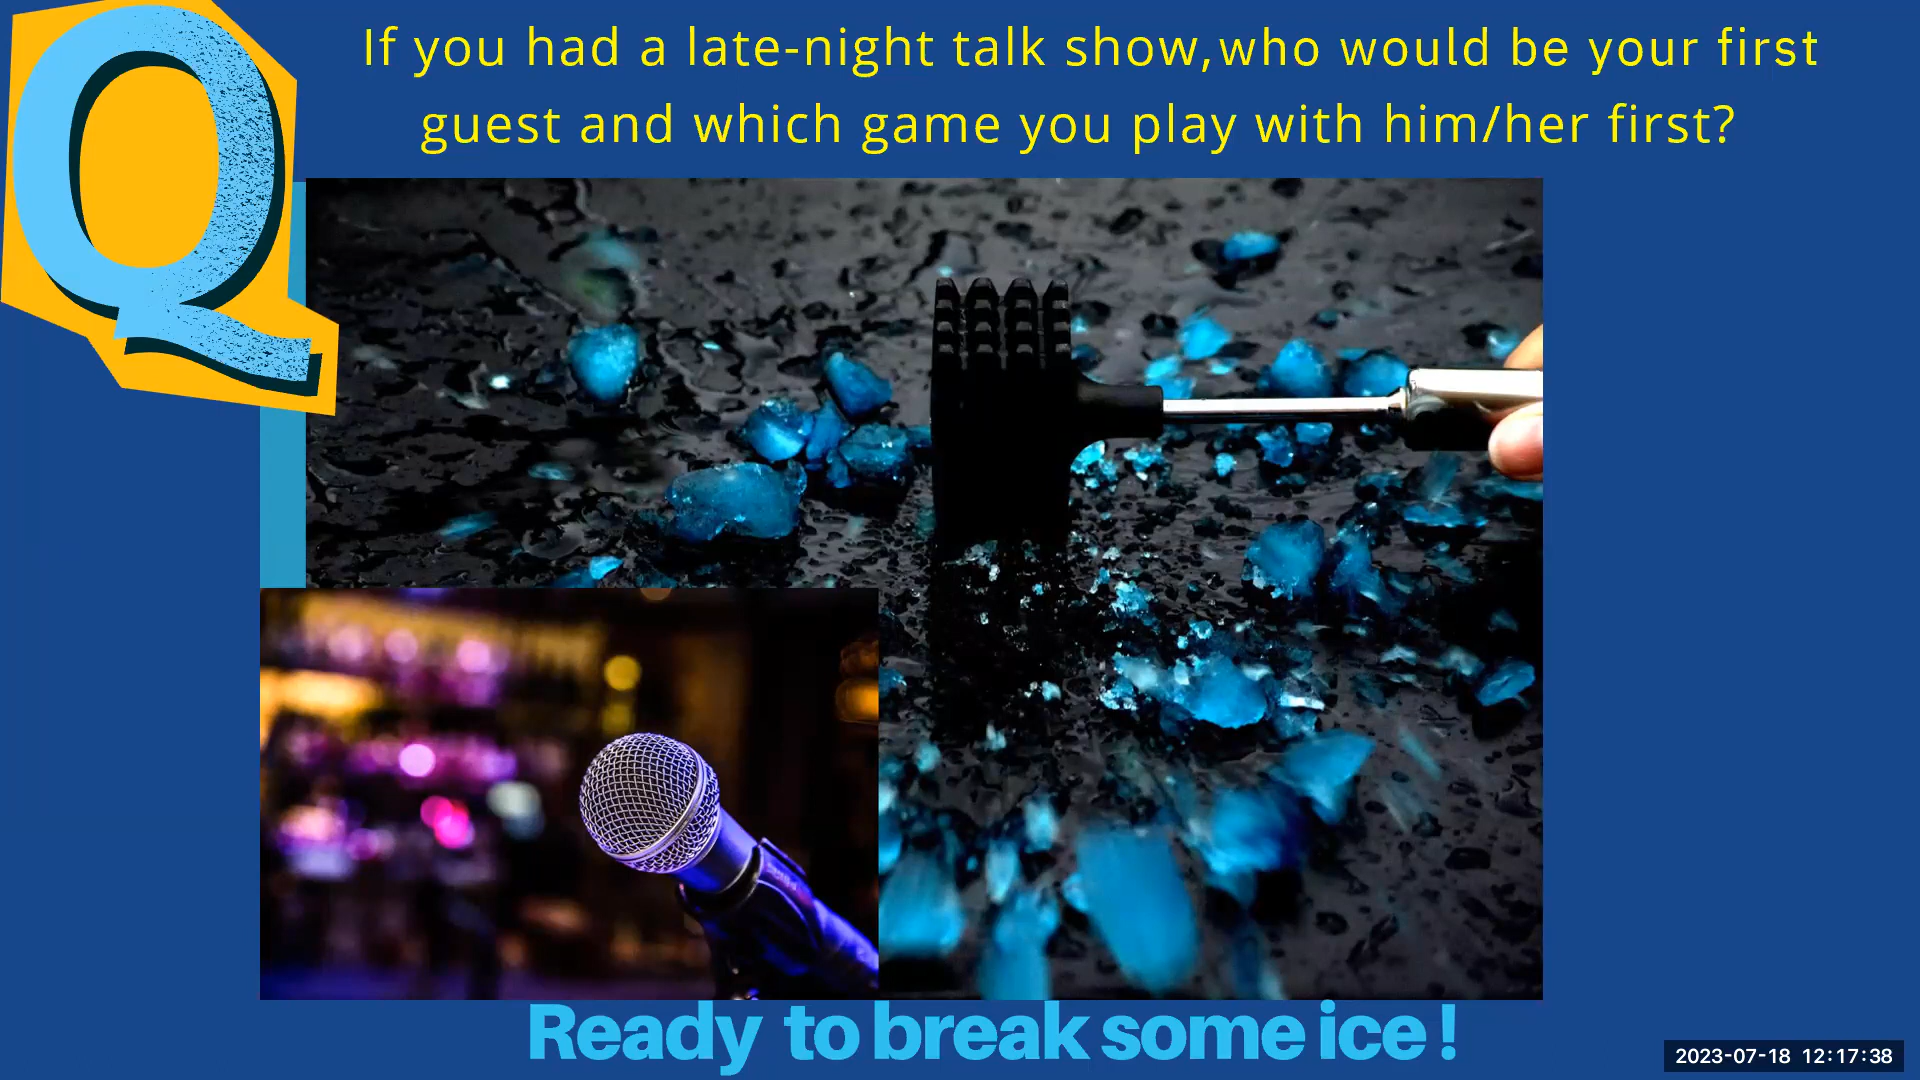 Q
If you had a late-night talk show,who would be your first
guest and which game you play with him/her first?
Ready to break some ice !
2023-07-18 12:17:38